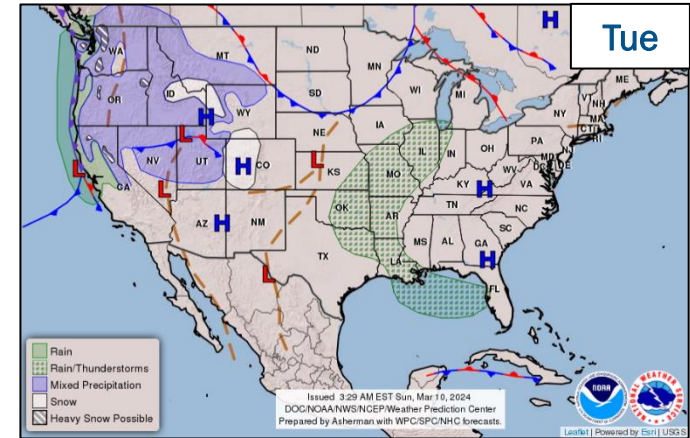 Tue
H
WA
MT
ND
MN
ME
OR
ID
SD
WI
MI
VT
NH
NY
MA
CT
RI
H
WY
L
IA
NE
PA
IL
IN
OH
MD
DE
DC
NV
UT
H
CO
L
KS
MO
WV
VA
L
CA
L
KY
H
AZ
H
NM
OK
AR
TN
NC
SC
MS
AL
GA
L
TX
LA
H
FL
Rain
Rain/Thunderstorms
Mixed Precipitation
Snow
Heavy Snow Possible
Issued 3:29 AM EST Sun, Mar 10, 2024
DOC/NOAA/NWS/NCEP/Weather Prediction Center
Prepared by Asherman with WPC/SPC/NHC forecasts.
NOAA
NATIONAL WEATHER SERVICE
Leaflet | Powered by Esri | USGS